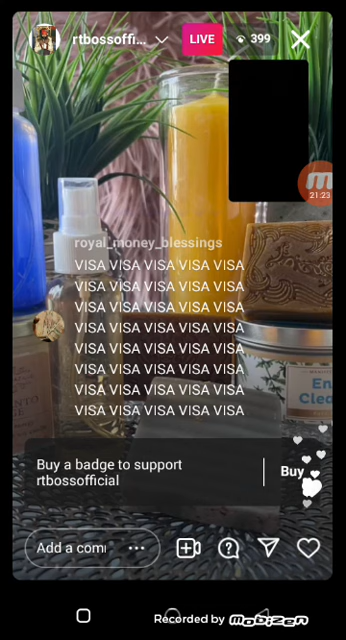 rtbossoffi...
LIVE
399
21:23
royal_money_blessings
VISA VISA VISA VISA VISA
VISA VISA VISA VISA VISA
VISA VISA VISA VISA VISA
VISA VISA VISA VISA VISA
VISA VISA VISA VISA VISA
VISA VISA VISA VISA VISA
VISA VISA VISA VISA VISA
VISA VISA VISA VISA VISA
Buy a badge to support
rtbossofficial
Buy
Add a com
Recorded by mobizen